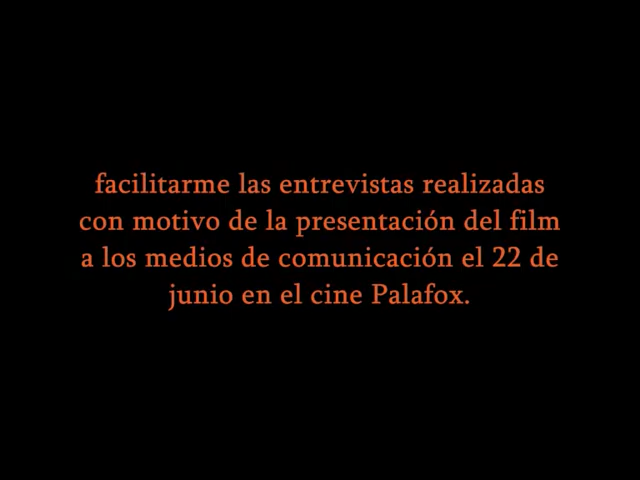 facilitarme las entrevistas realizadas
con motivo de la presentación del film
a los medios de comunicación el 22 de
junio en el cine Palafox.